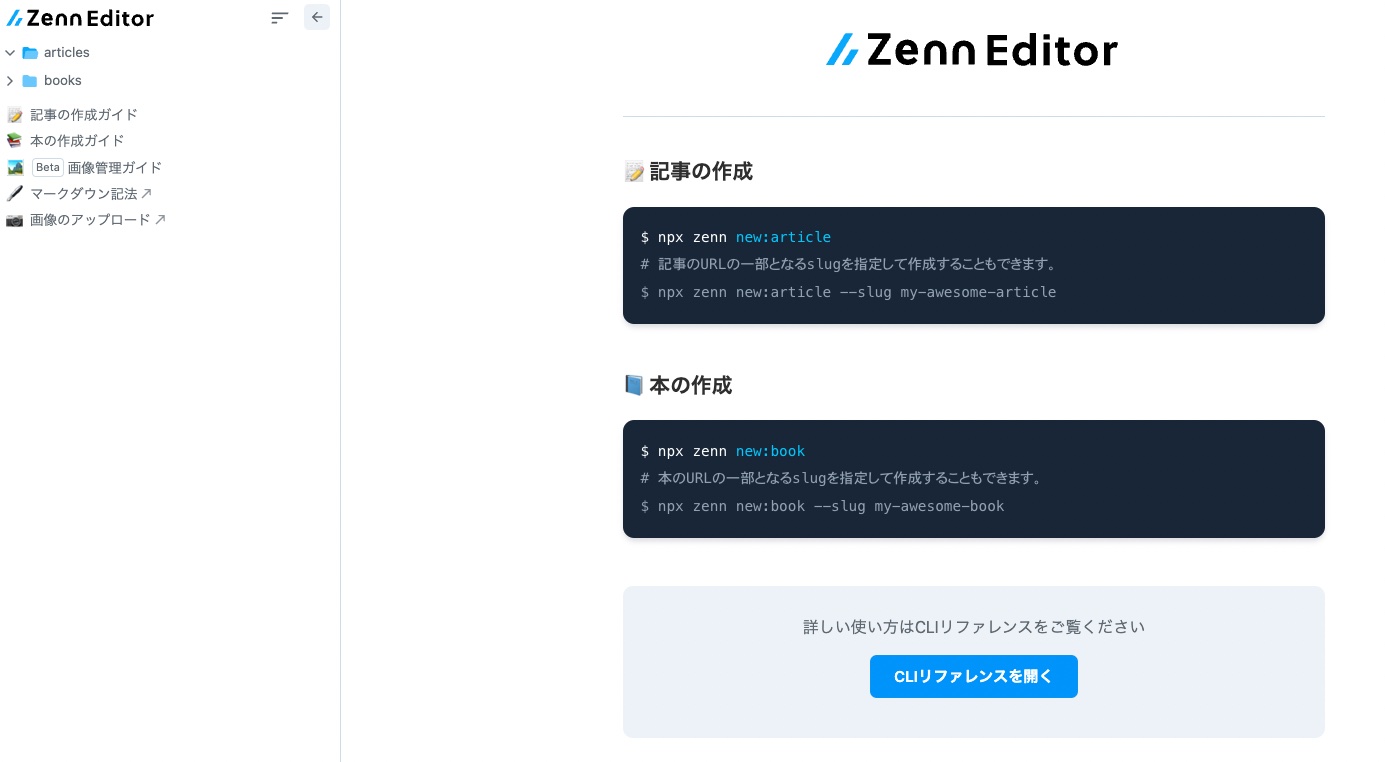 Zenn Editor
articles
books
記事の作成ガイド
本の作成ガイド
Beta 画像管理ガイド
マークダウン記法
画像のアップロード
Zenn Editor
記事の作成
$ npx zenn new:article
# 記事のURLの一部となるslugを指定して作成することもできます。
$ npx zenn new:article --slug my-awesome-article
本の作成
$ npx zenn new:book
# 本のURLの一部となるslugを指定して作成することもできます。
$ npx zenn new:book --slug my-awesome-book
詳しい使い方はCLIリファレンスをご覧ください
CLIリファレンスを開く